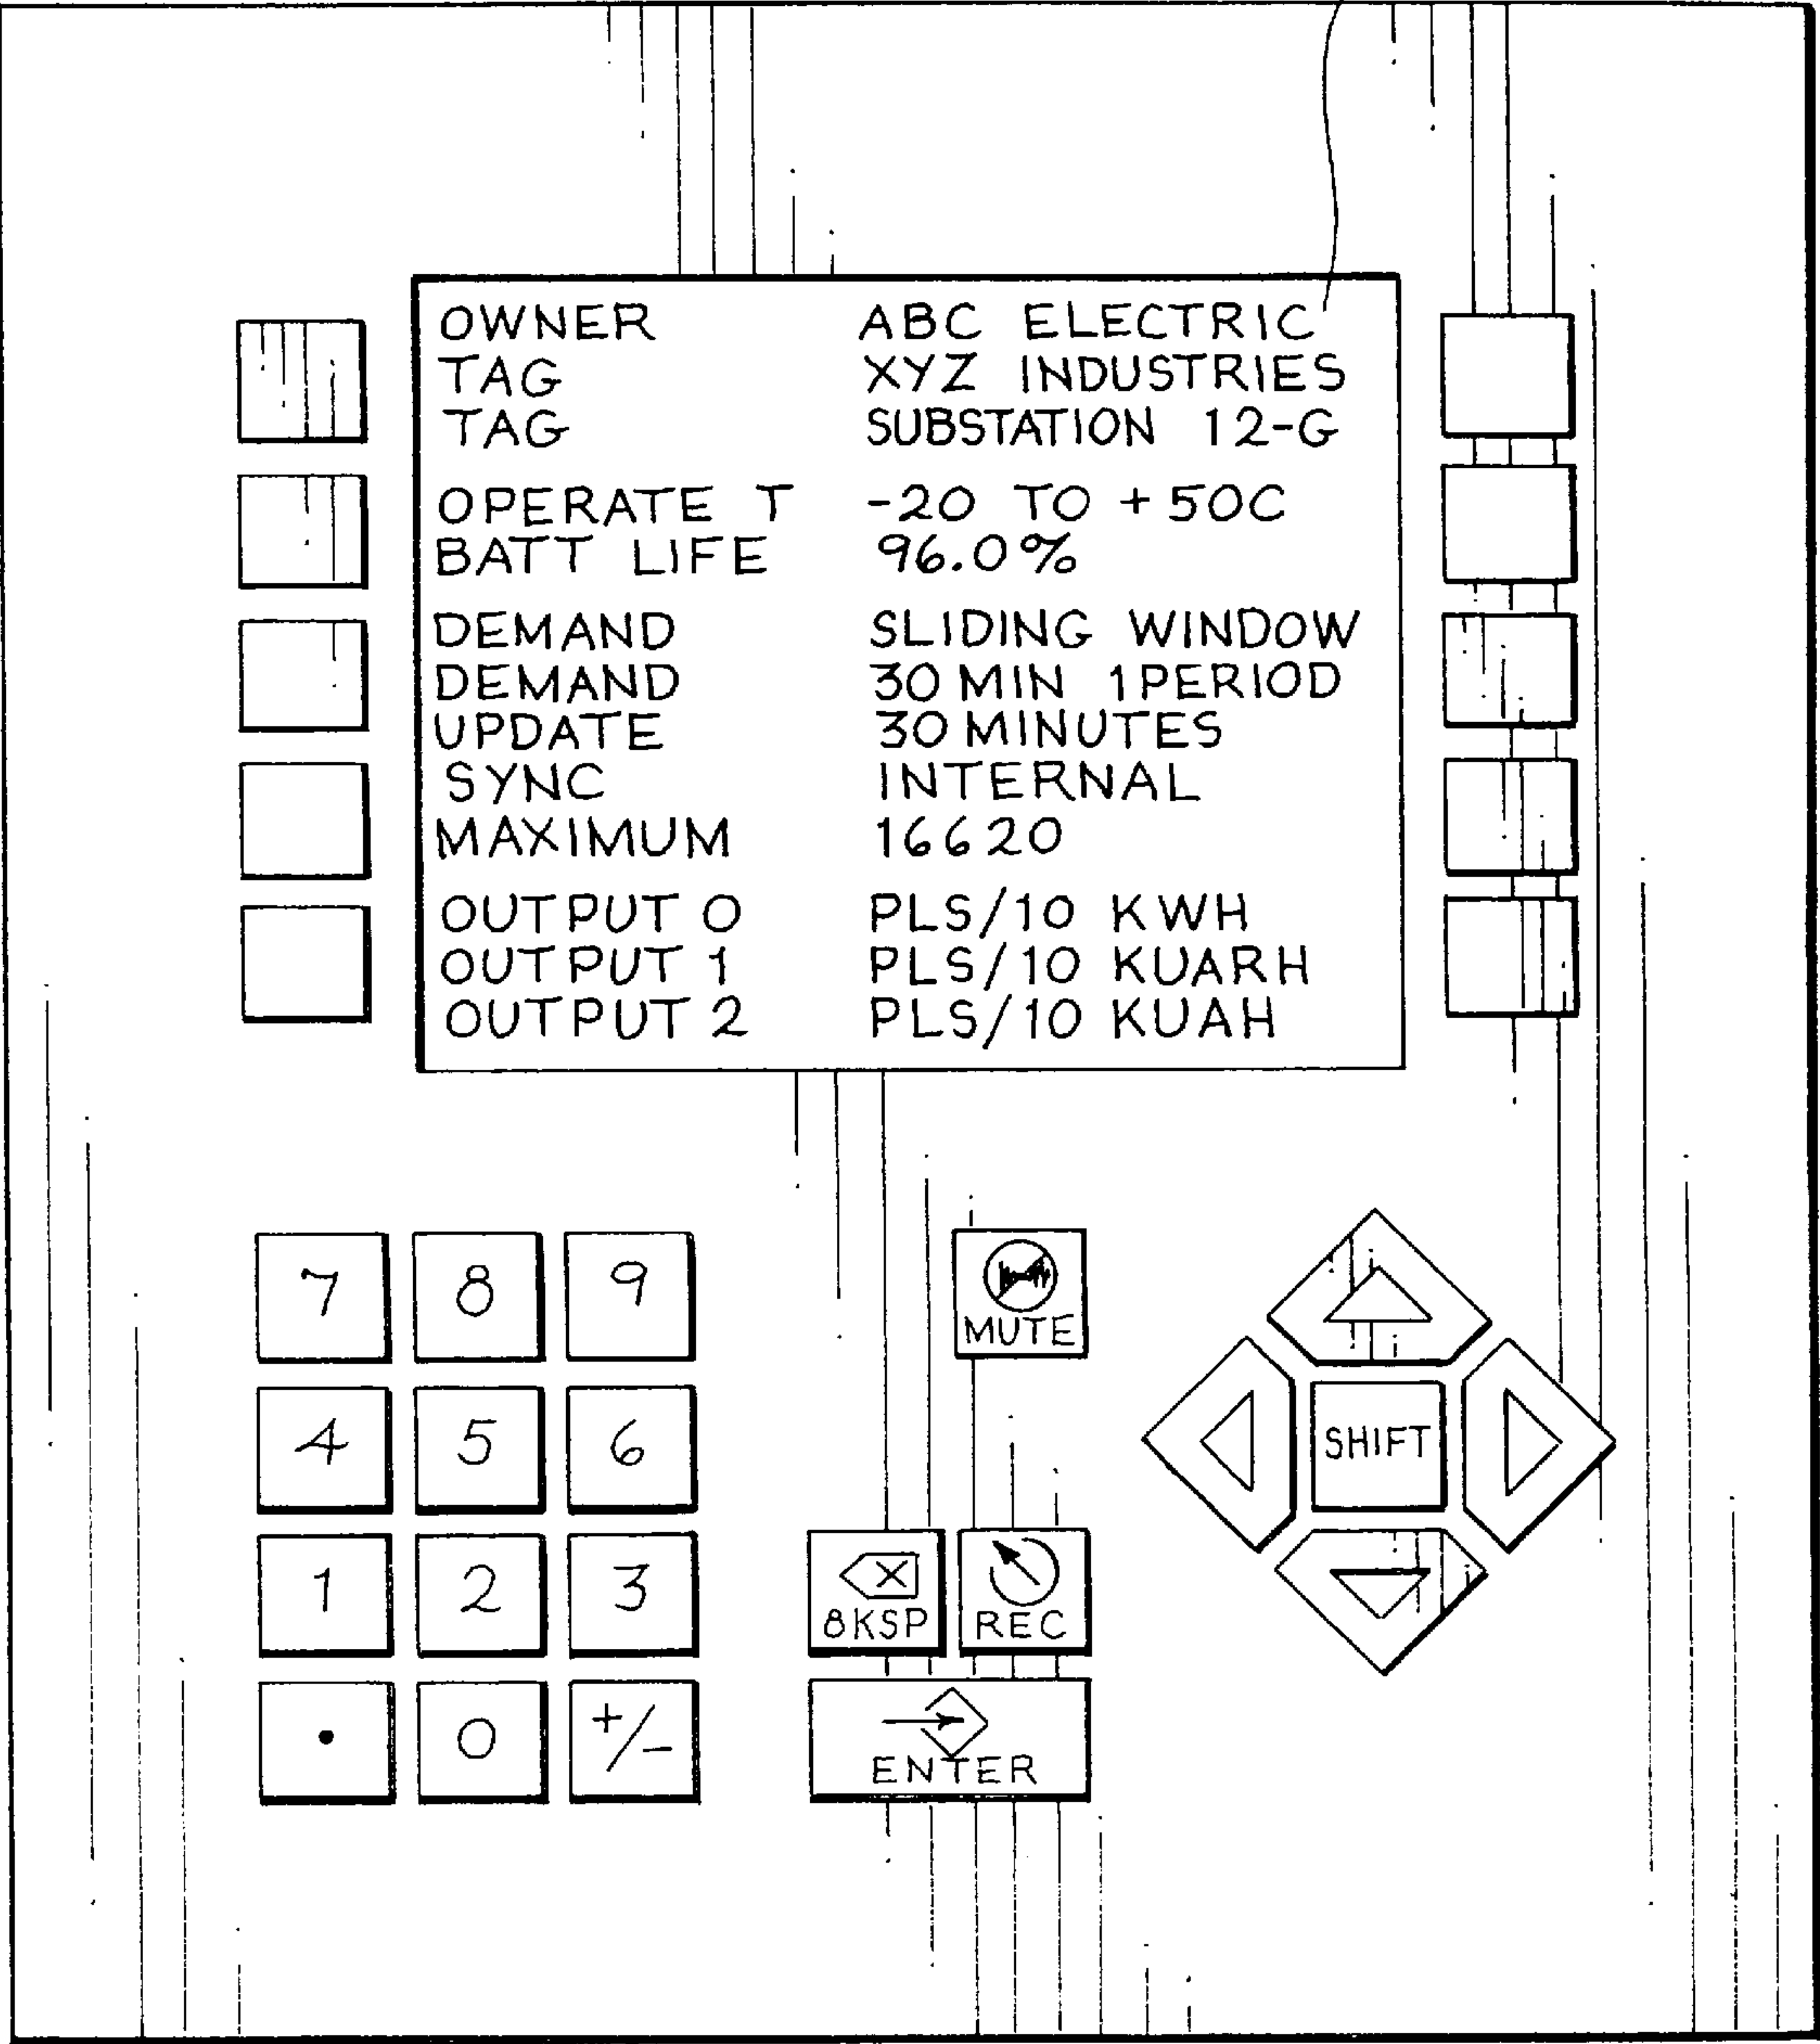 OWNER ABC ELECTRIC
TAG XYZ INDUSTRIES
TAG SUBSTATION 12-G
OPERATE T -20 TO +50C
BATT LIFE 96.0%
DEMAND SLIDING WINDOW
DEMAND 30 MIN 1PERIOD
UPDATE 30 MINUTES
SYNC INTERNAL
MAXIMUM 16620
OUTPUT 0 PLS/10 KWH
OUTPUT 1 PLS/10 KUARH
OUTPUT 2 PLS/10 KUAH
7 8 9
MUTE
4 5 6
SHIFT
1 2 3
8KSP REC
. 0 +/-
ENTER